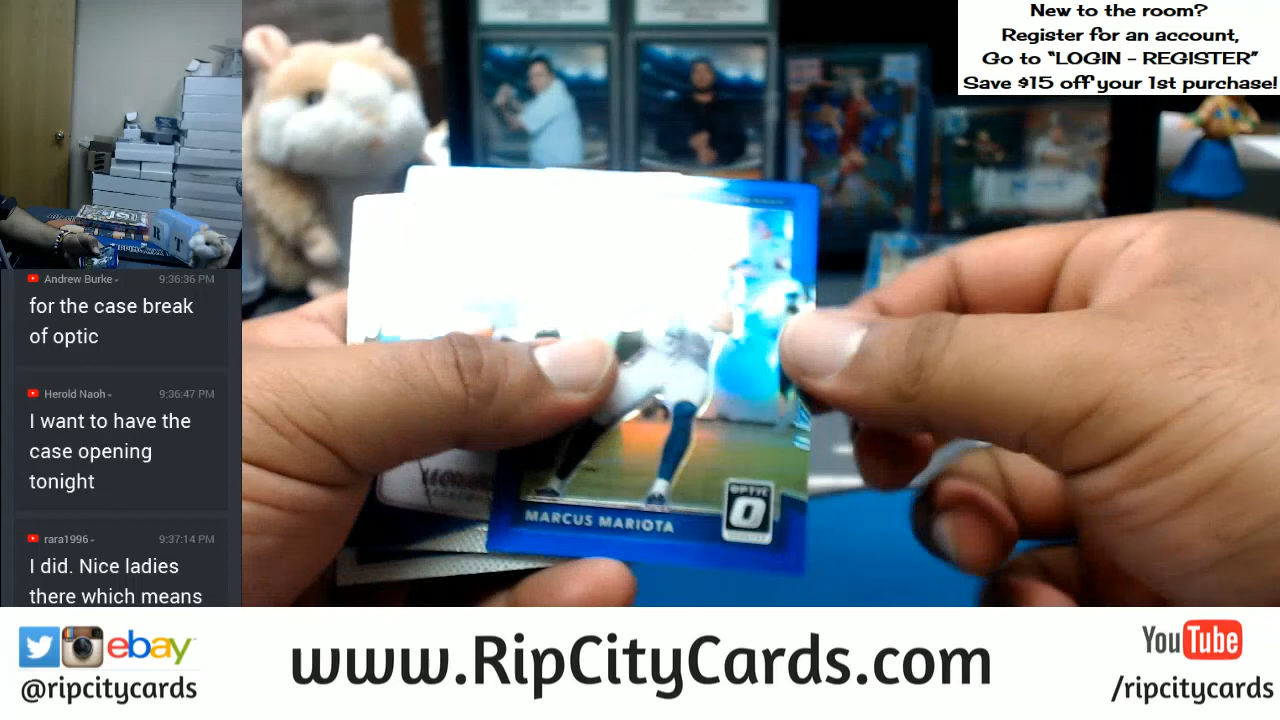 New to the room?
Register for an account,
Go to "LOGIN - REGISTER"
Save $15 off your 1st purchase!
R T
Andrew Burke
9:36:36 PM
for the case break
of optic
Herold Naoh
9:36:47 PM
I want to have the
case opening
tonight
rara1996
9:37:14 PM
I did. Nice ladies
there which means
OPTIC
MARCUS MARIOTA
ebay
@ripcitycards
www.RipCityCards.com
YouTube
/ripcitycards